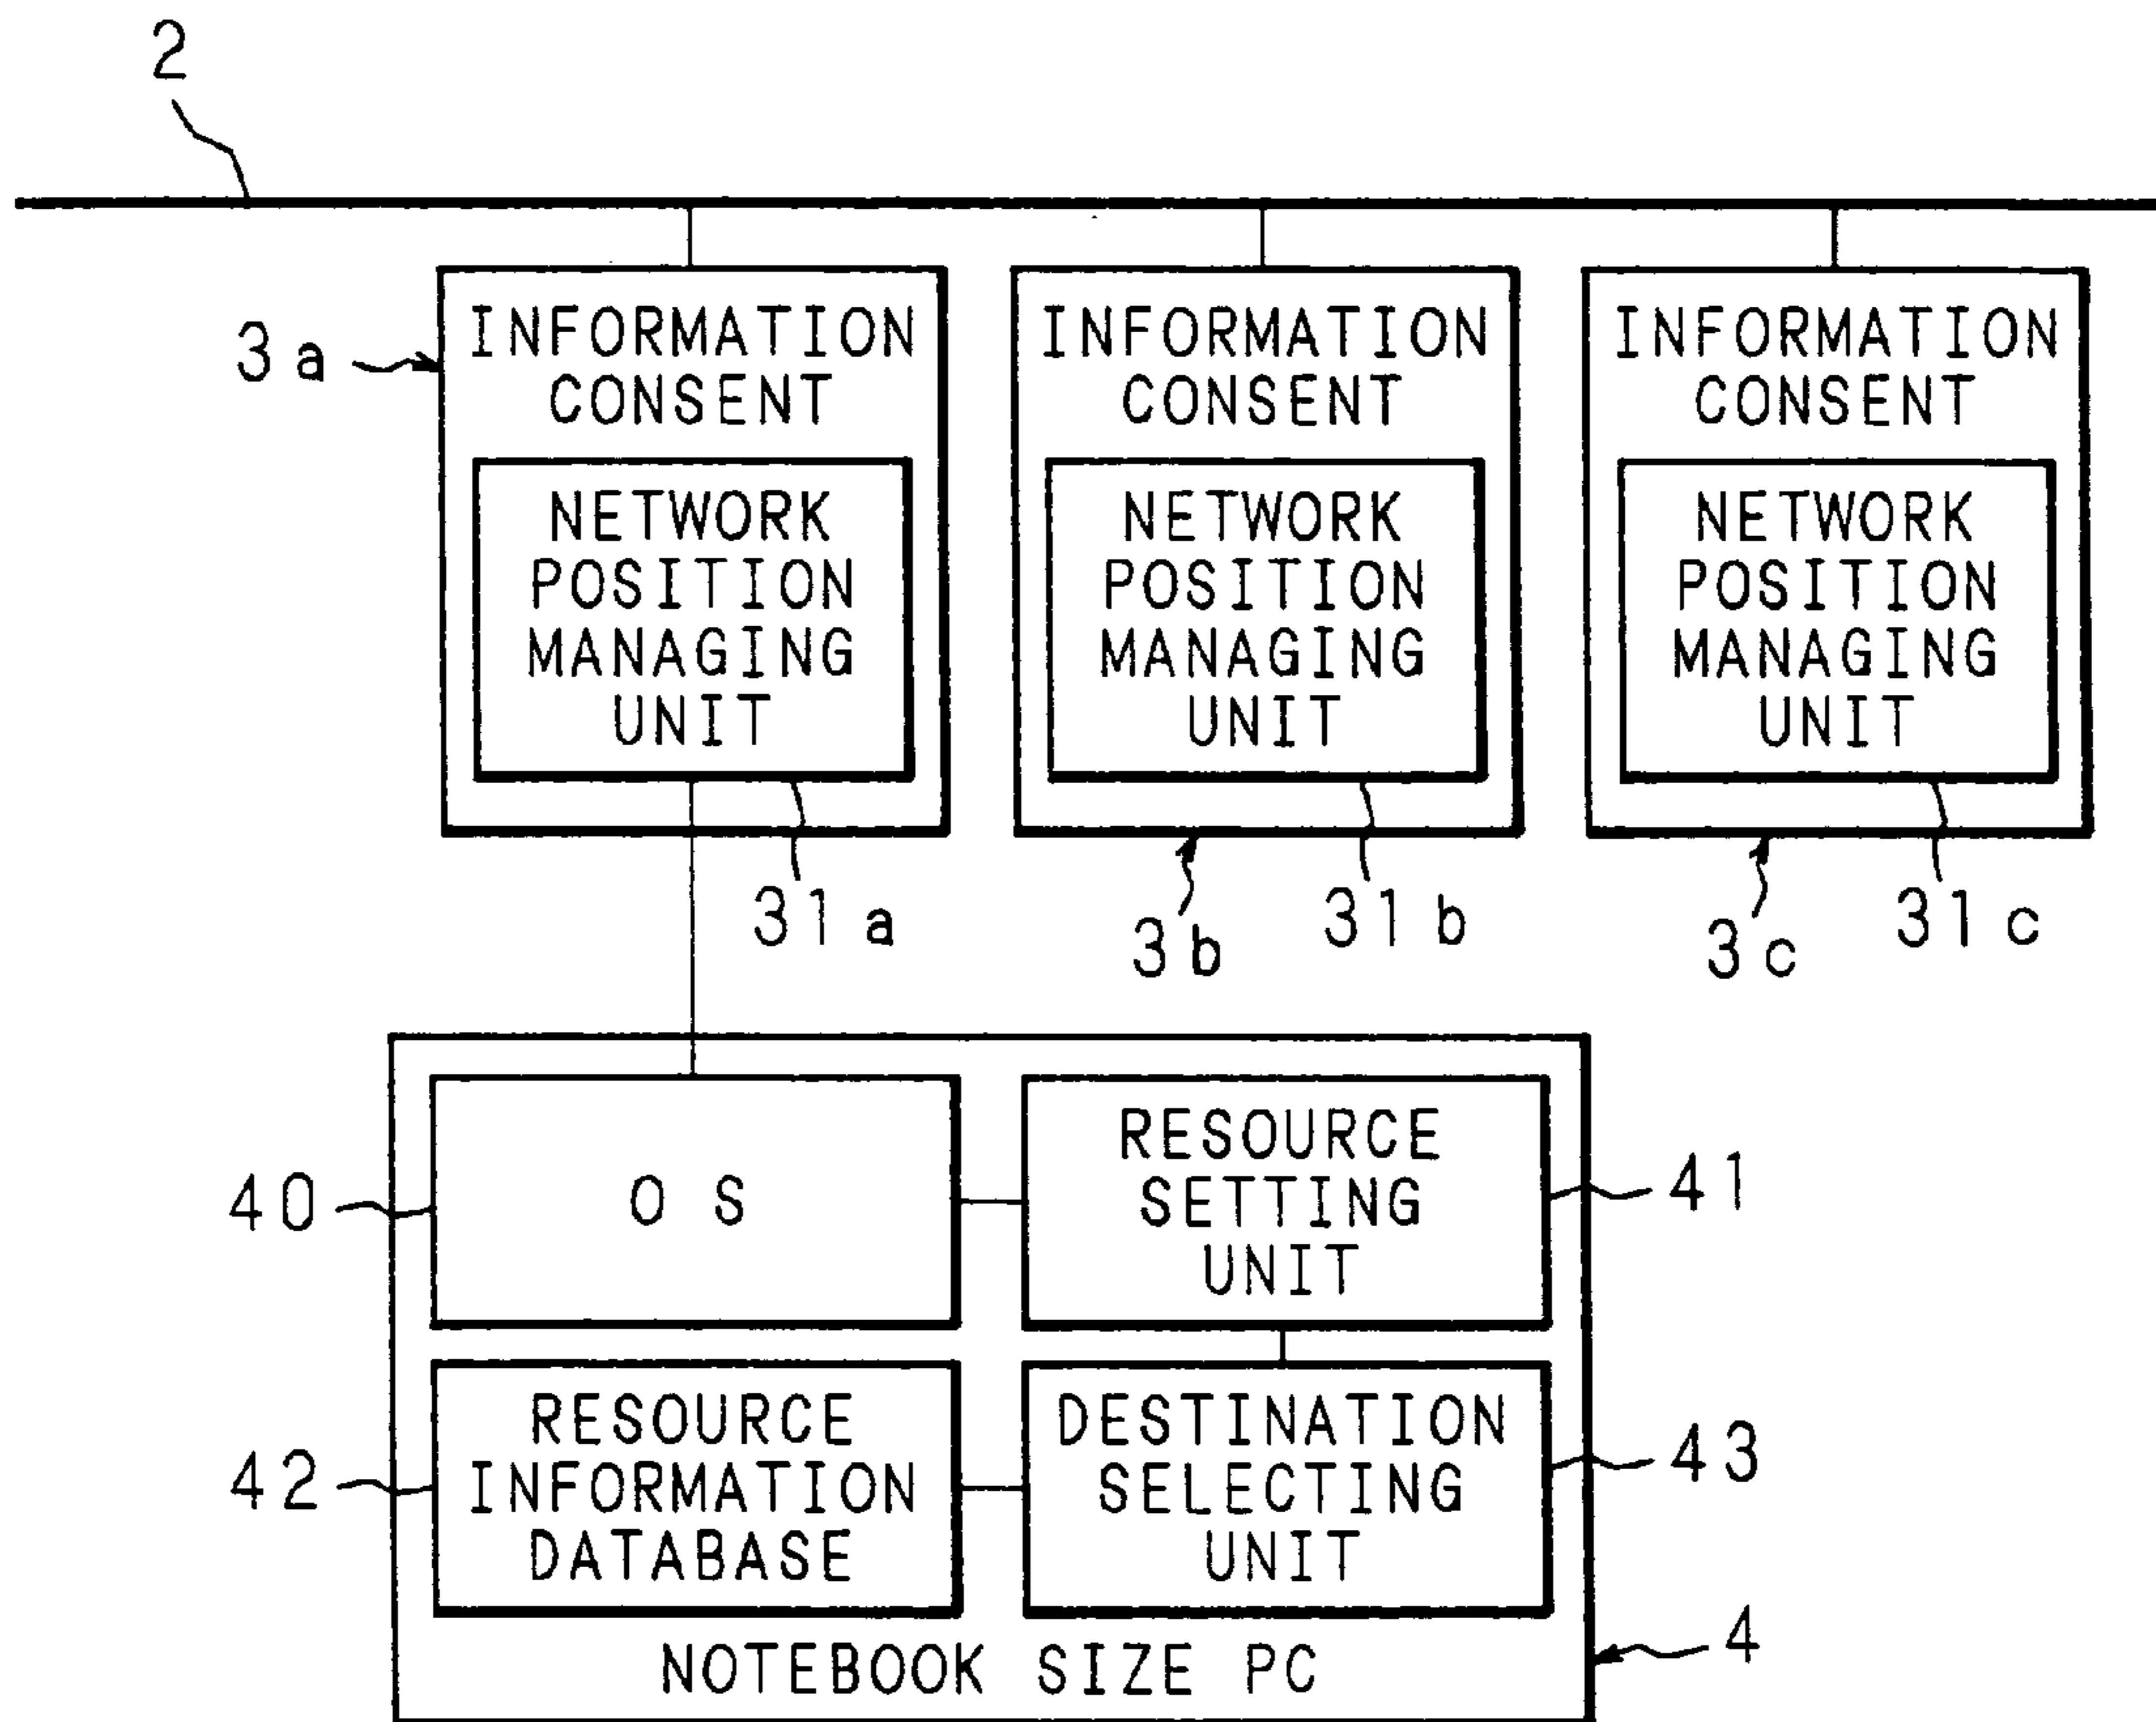 2
3a
INFORMATION
CONSENT
NETWORK
POSITION
MANAGING
UNIT
31a
INFORMATION
CONSENT
NETWORK
POSITION
MANAGING
UNIT
3b
31b
INFORMATION
CONSENT
NETWORK
POSITION
MANAGING
UNIT
3c
31c
40
OS
RESOURCE
SETTING
UNIT
41
42
RESOURCE
INFORMATION
DATABASE
DESTINATION
SELECTING
UNIT
43
NOTEBOOK SIZE PC
4